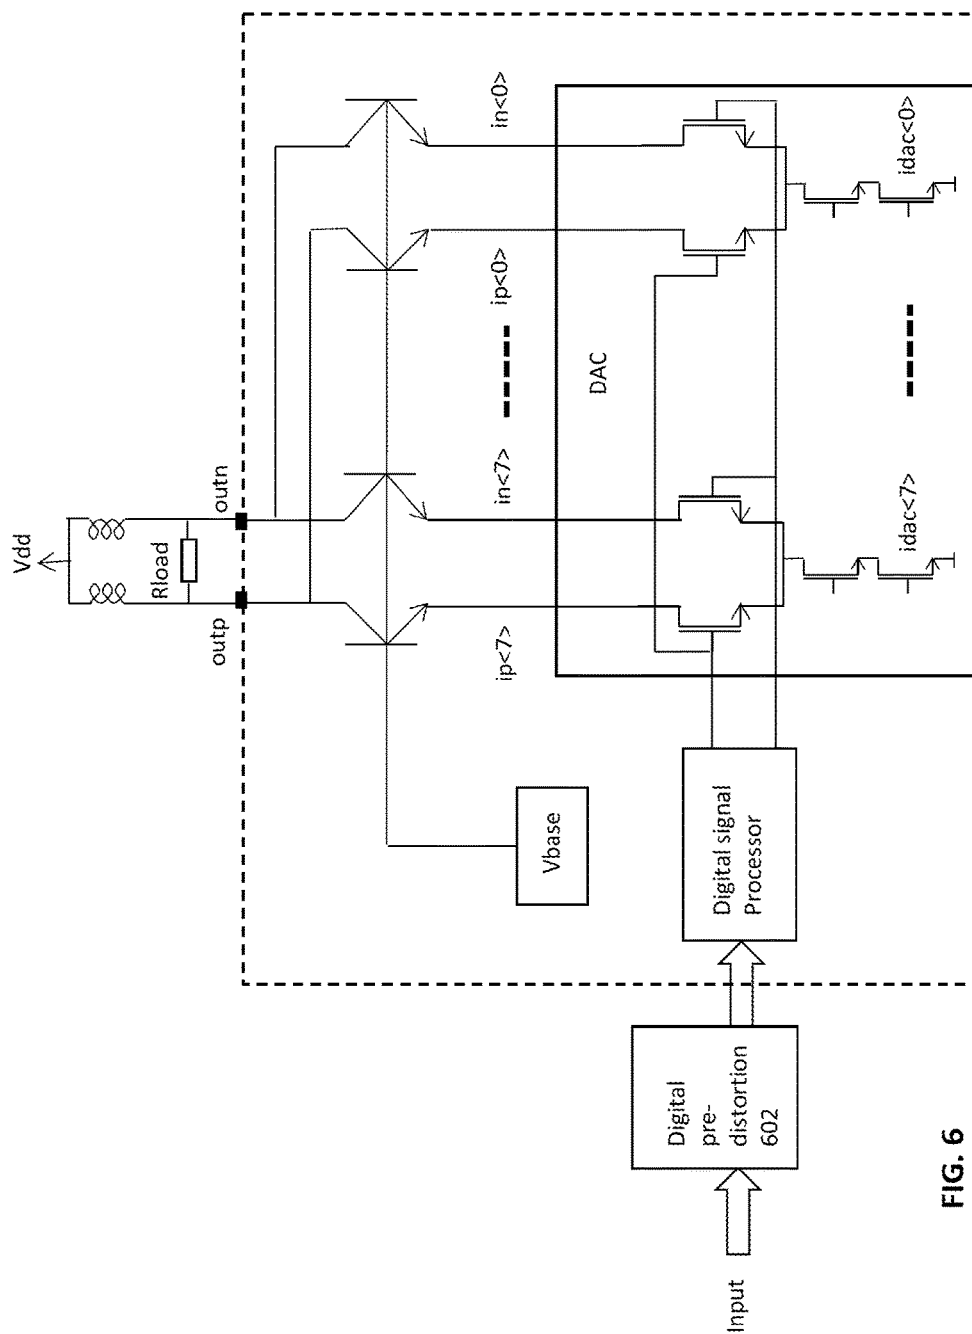 Vdd
Rload
outp
outn
ip<7>
in<7>
ip<0>
in<0>
Vbase
DAC
idac<7>
idac<0>
Digital signal
Processor
Digital
pre-
distortion
602
Input
FIG. 6